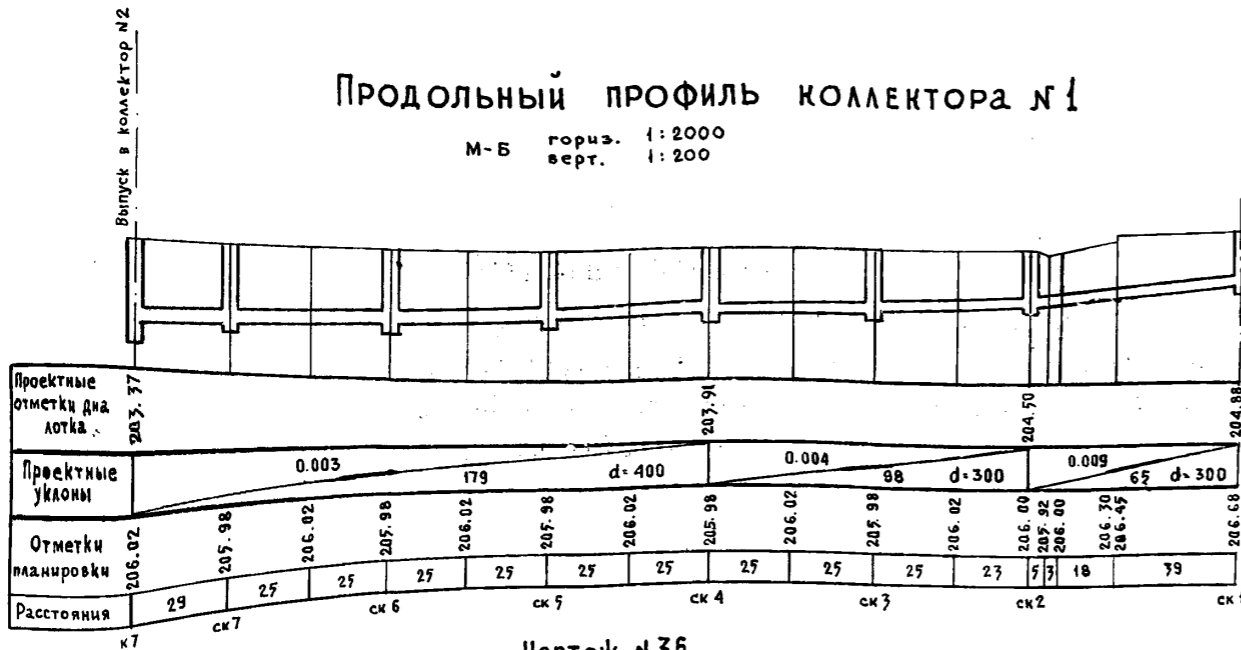 Выпуск в коллектор N2
ПРОДОЛЬНЫЙ ПРОФИЛЬ КОЛЛЕКТОРА N1
М-Б гориз. 1:2000
верт. 1:200
Проектные отметки дна лотка
203.37 203.91 204.50 204.88
Проектные уклоны
0.003 179 d=400 0.004 98 d=300 0.009 65 d=300
Отметки планировки
206.02 205.98 206.02 205.98 206.02 205.98 206.02 205.98 206.02 205.98 206.02 206.00 205.92 206.00 206.30 206.45 206.68
Расстояния
29 25 25 25 25 25 25 25 25 25 23 5 3 18 39
к7 ск7 ск6 ск5 ск4 ск3 ск2 ск